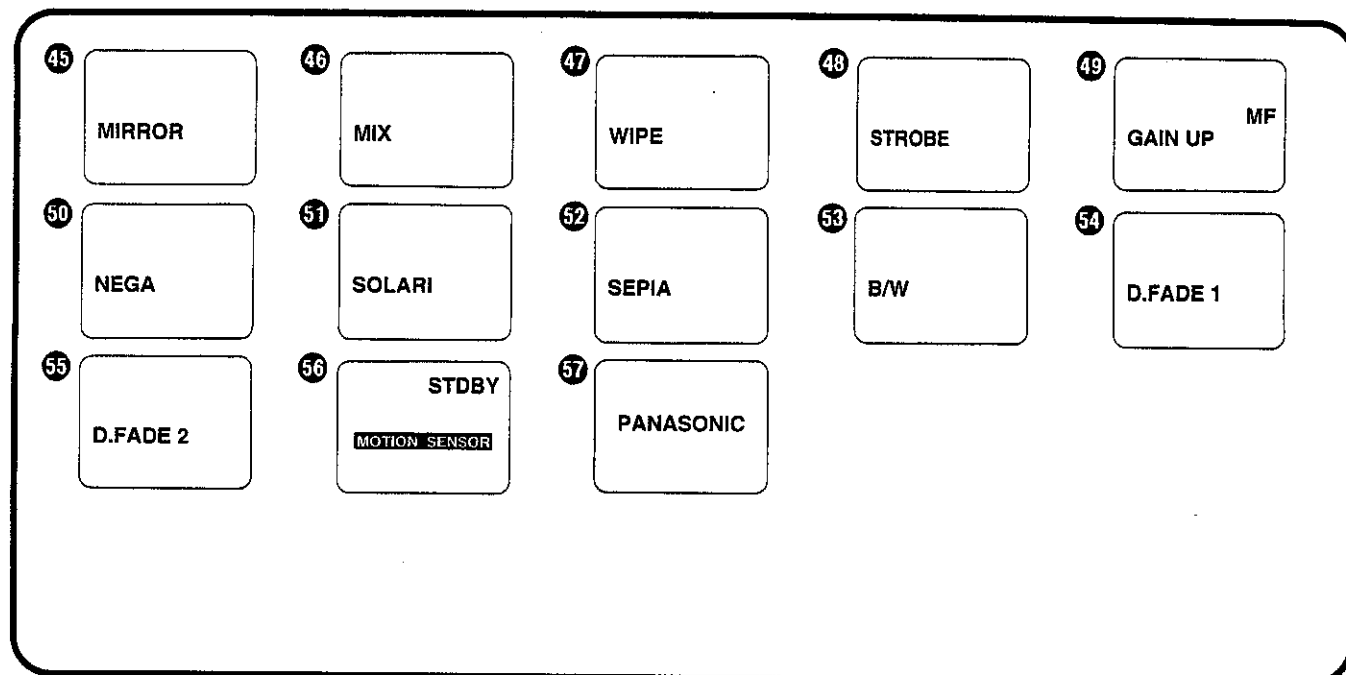 45
MIRROR
46
MIX
47
WIPE
48
STROBE
49
MF
GAIN UP
50
NEGA
51
SOLARI
52
SEPIA
53
B/W
54
D.FADE 1
55
D.FADE 2
56
STDBY
MOTION SENSOR
57
PANASONIC